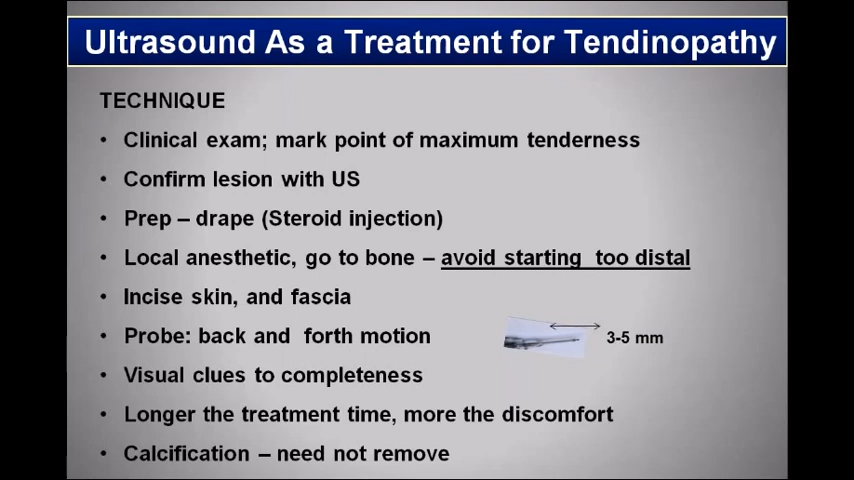 Ultrasound As a Treatment for Tendinopathy
TECHNIQUE
• Clinical exam; mark point of maximum tenderness
• Confirm lesion with US
• Prep – drape (Steroid injection)
• Local anesthetic, go to bone – avoid starting too distal
• Incise skin, and fascia
• Probe: back and forth motion
3-5 mm
• Visual clues to completeness
• Longer the treatment time, more the discomfort
• Calcification – need not remove